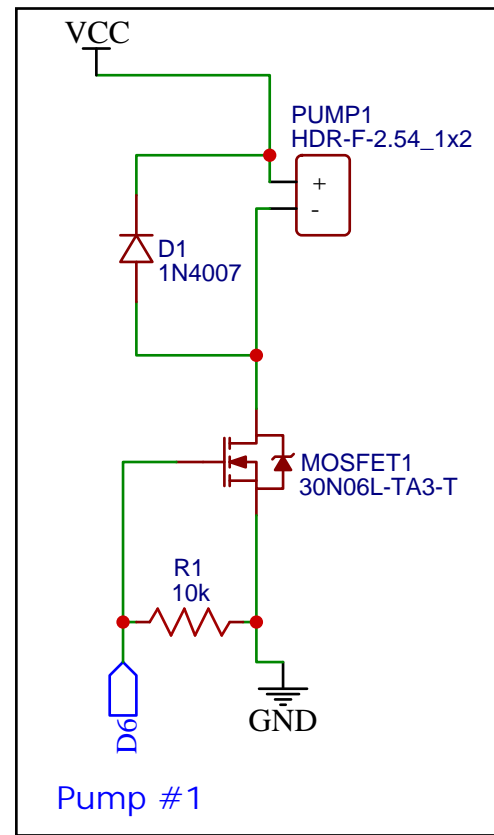 VCC
PUMP1
HDR-F-2.54_1x2
+
-
D1
1N4007
MOSFET1
30N06L-TA3-T
R1
10k
D6
GND
Pump #1